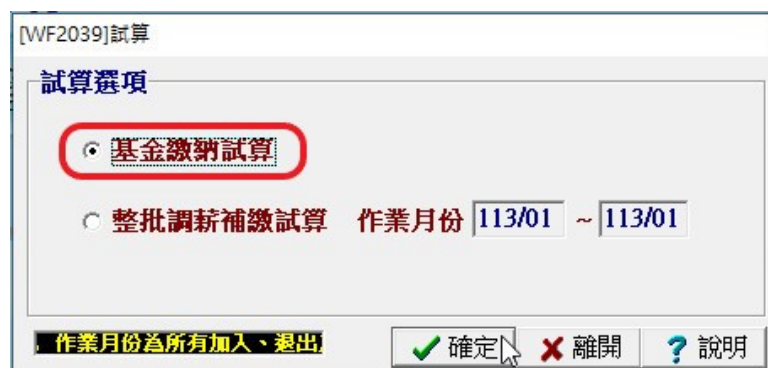 [WF2039]試算
試算選項
基金繳納試算
整批調薪補繳試算 作業月份 113/01 ~ 113/01
作業月份為所有加入、退出
確定 離開 ? 說明